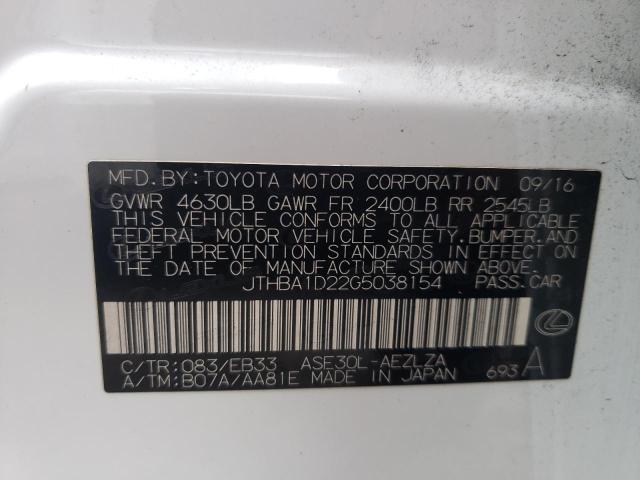 MFD.BY:TOYOTA MOTOR CORPORATION 09/16
GVWR 4630LB GAWR FR 2400LB RR 2545LB
THIS VEHICLE CONFORMS TO ALL APPLICABLE
FEDERAL MOTOR VEHICLE SAFETY,BUMPER,AND
THEFT PREVENTION STANDARDS IN EFFECT ON
THE DATE OF MANUFACTURE SHOWN ABOVE.
JTHBA1D22G5038154 PASS.CAR
C/TR:083/EB33 ASE30L-AEZLZA
A/TM:B07A/AA81E MADE IN JAPAN 693 A